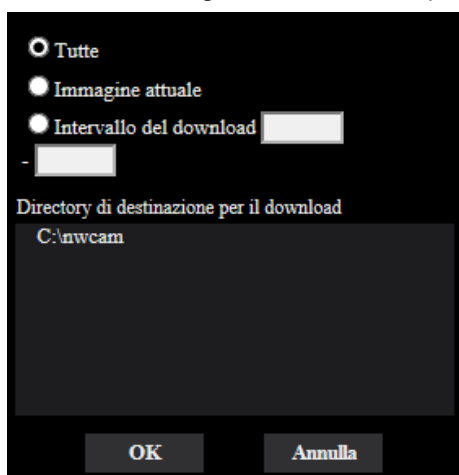 Tutte
Immagine attuale
Intervallo del download
-
Directory di destinazione per il download
C:\nwcam
OK Annulla